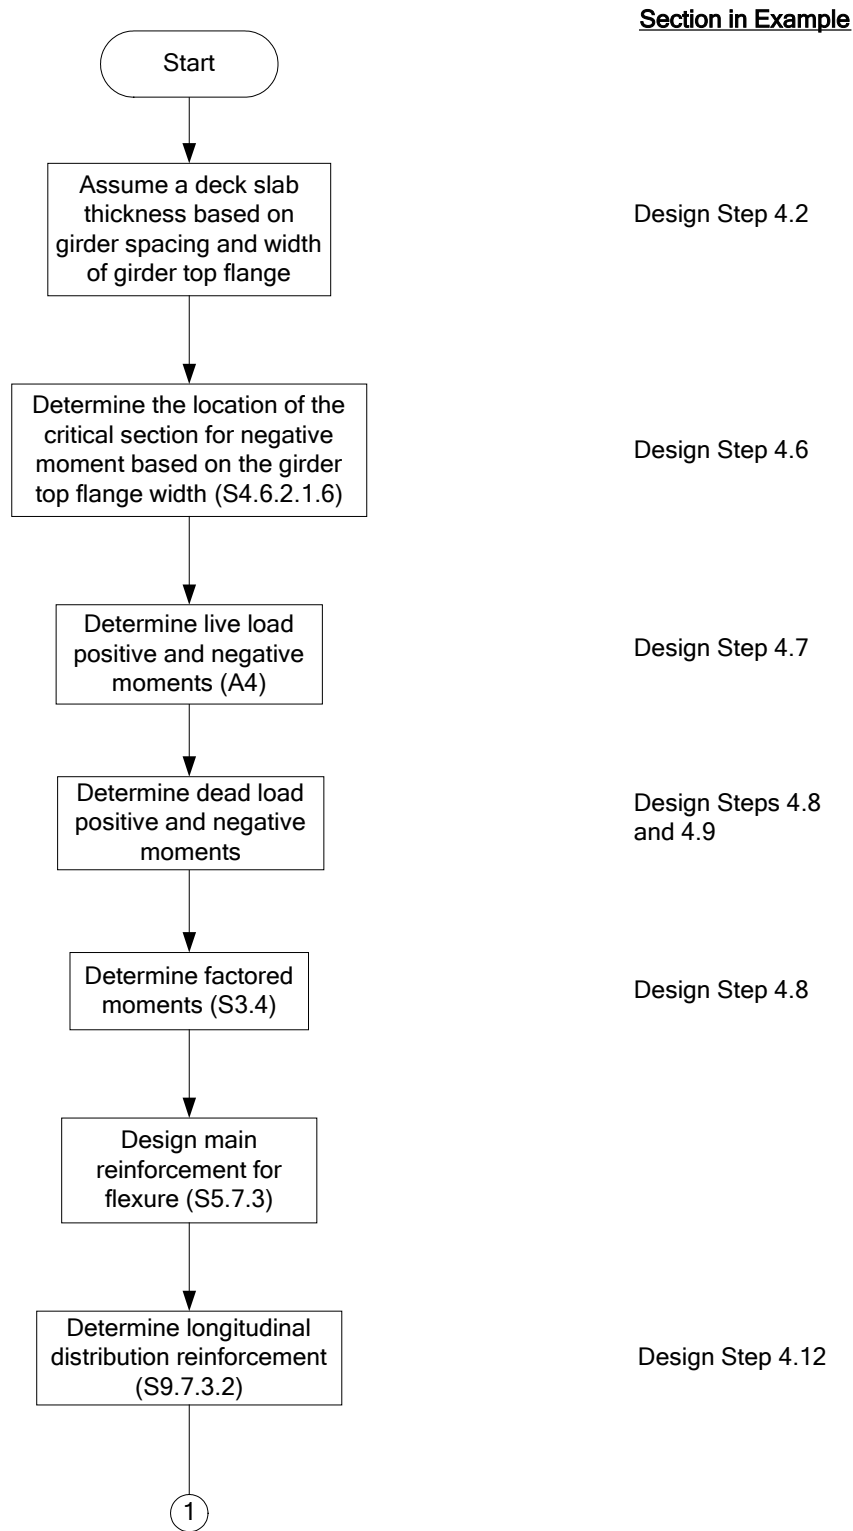 Section in Example
Start
Assume a deck slab
thickness based on
girder spacing and width
of girder top flange
Design Step 4.2
Determine the location of the
critical section for negative
moment based on the girder
top flange width (S4.6.2.1.6)
Design Step 4.6
Determine live load
positive and negative
moments (A4)
Design Step 4.7
Determine dead load
positive and negative
moments
Design Steps 4.8
and 4.9
Determine factored
moments (S3.4)
Design Step 4.8
Design main
reinforcement for
flexure (S5.7.3)
Determine longitudinal
distribution reinforcement
(S9.7.3.2)
Design Step 4.12
1